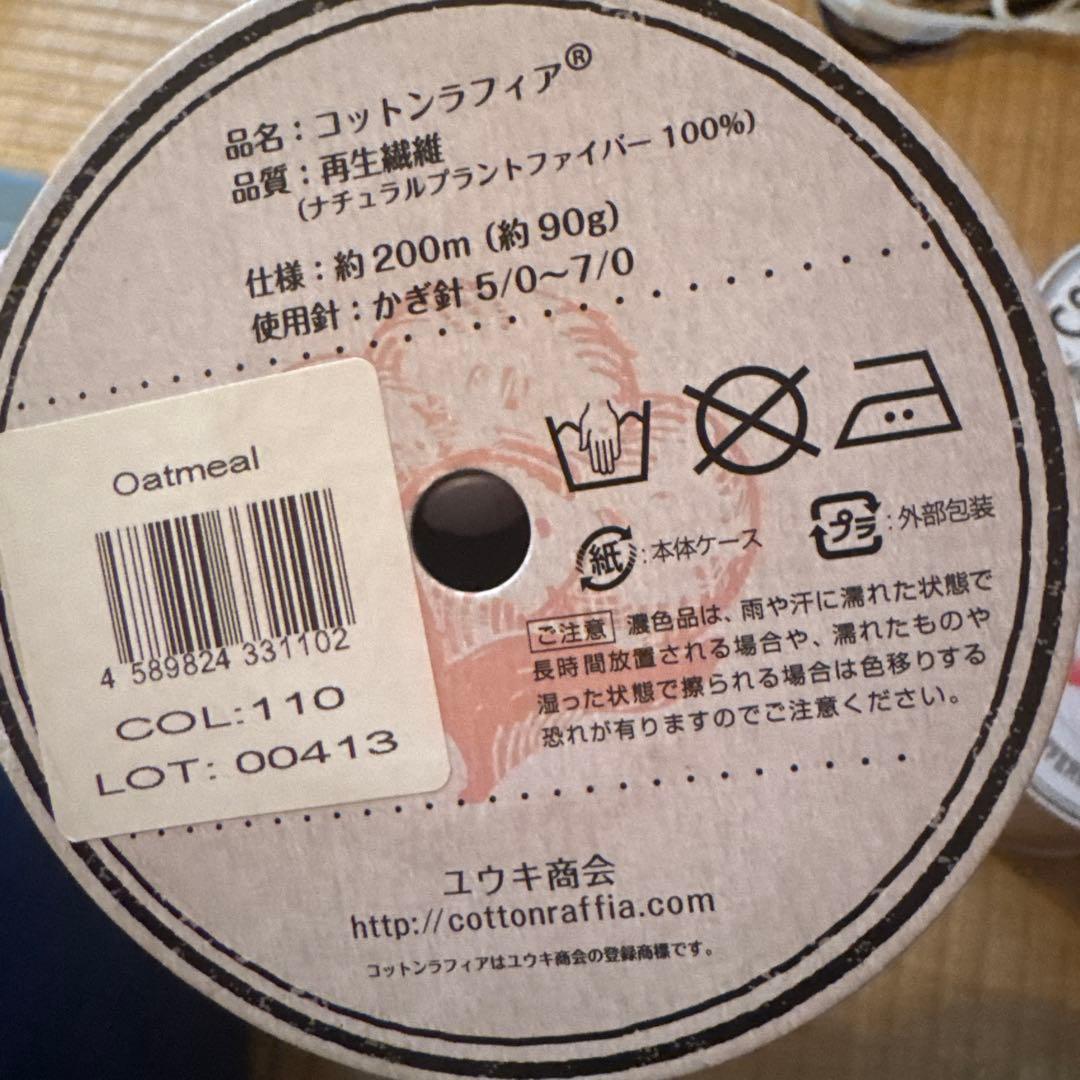 品名：コットンラフィア®
品質：再生繊維
(ナチュラルプラントファイバー 100%)
仕様：約 200m (約 90g)
使用針：かぎ針 5/0〜7/0
Oatmeal
4 589824 331102
COL:110
LOT: 00413
紙:本体ケース
プラ:外部包装
ご注意 濃色品は、雨や汗に濡れた状態で
長時間放置される場合や、濡れたものや
湿った状態で擦られる場合は色移りする
恐れが有りますのでご注意ください。
ユウキ商会
http://cottonraffia.com
コットンラフィアはユウキ商会の登録商標です。